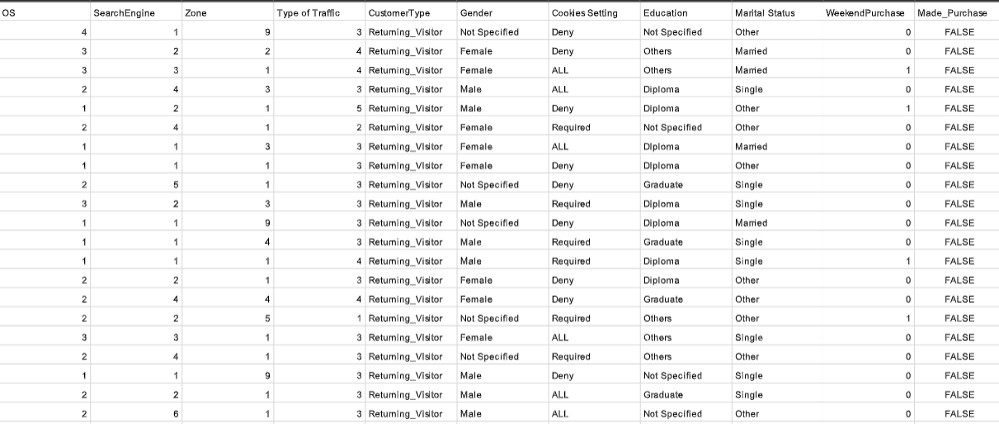 OS SearchEngine Zone Type of Traffic CustomerType Gender Cookies Setting Education Marital Status WeekendPurchase Made_Purchase
4 1 9 3 Returning_Visitor Not Specified Deny Not Specified Other 0 FALSE
3 2 2 4 Returning_Visitor Female Deny Others Married 0 FALSE
3 3 1 4 Returning_Visitor Female ALL Others Married 1 FALSE
2 4 3 3 Returning_Visitor Male ALL Diploma Single 0 FALSE
1 2 1 5 Returning_Visitor Male Deny Diploma Other 1 FALSE
2 4 1 2 Returning_Visitor Female Required Not Specified Other 0 FALSE
1 1 3 3 Returning_Visitor Female ALL Diploma Married 0 FALSE
1 1 1 3 Returning_Visitor Female Deny Diploma Other 0 FALSE
2 5 1 3 Returning_Visitor Not Specified Deny Graduate Single 0 FALSE
3 2 3 3 Returning_Visitor Male Required Diploma Single 0 FALSE
1 1 9 3 Returning_Visitor Not Specified Deny Diploma Married 0 FALSE
1 1 4 3 Returning_Visitor Male Required Graduate Single 0 FALSE
1 1 1 4 Returning_Visitor Male Required Diploma Single 1 FALSE
2 2 1 3 Returning_Visitor Female Deny Diploma Other 0 FALSE
2 4 4 4 Returning_Visitor Female Deny Graduate Other 0 FALSE
2 2 5 1 Returning_Visitor Not Specified Required Others Other 1 FALSE
3 3 1 3 Returning_Visitor Female ALL Others Single 0 FALSE
2 4 1 3 Returning_Visitor Not Specified Required Others Other 0 FALSE
1 1 9 3 Returning_Visitor Male Deny Not Specified Single 0 FALSE
2 2 1 3 Returning_Visitor Male ALL Graduate Single 0 FALSE
2 6 1 3 Returning_Visitor Male ALL Not Specified Other 0 FALSE